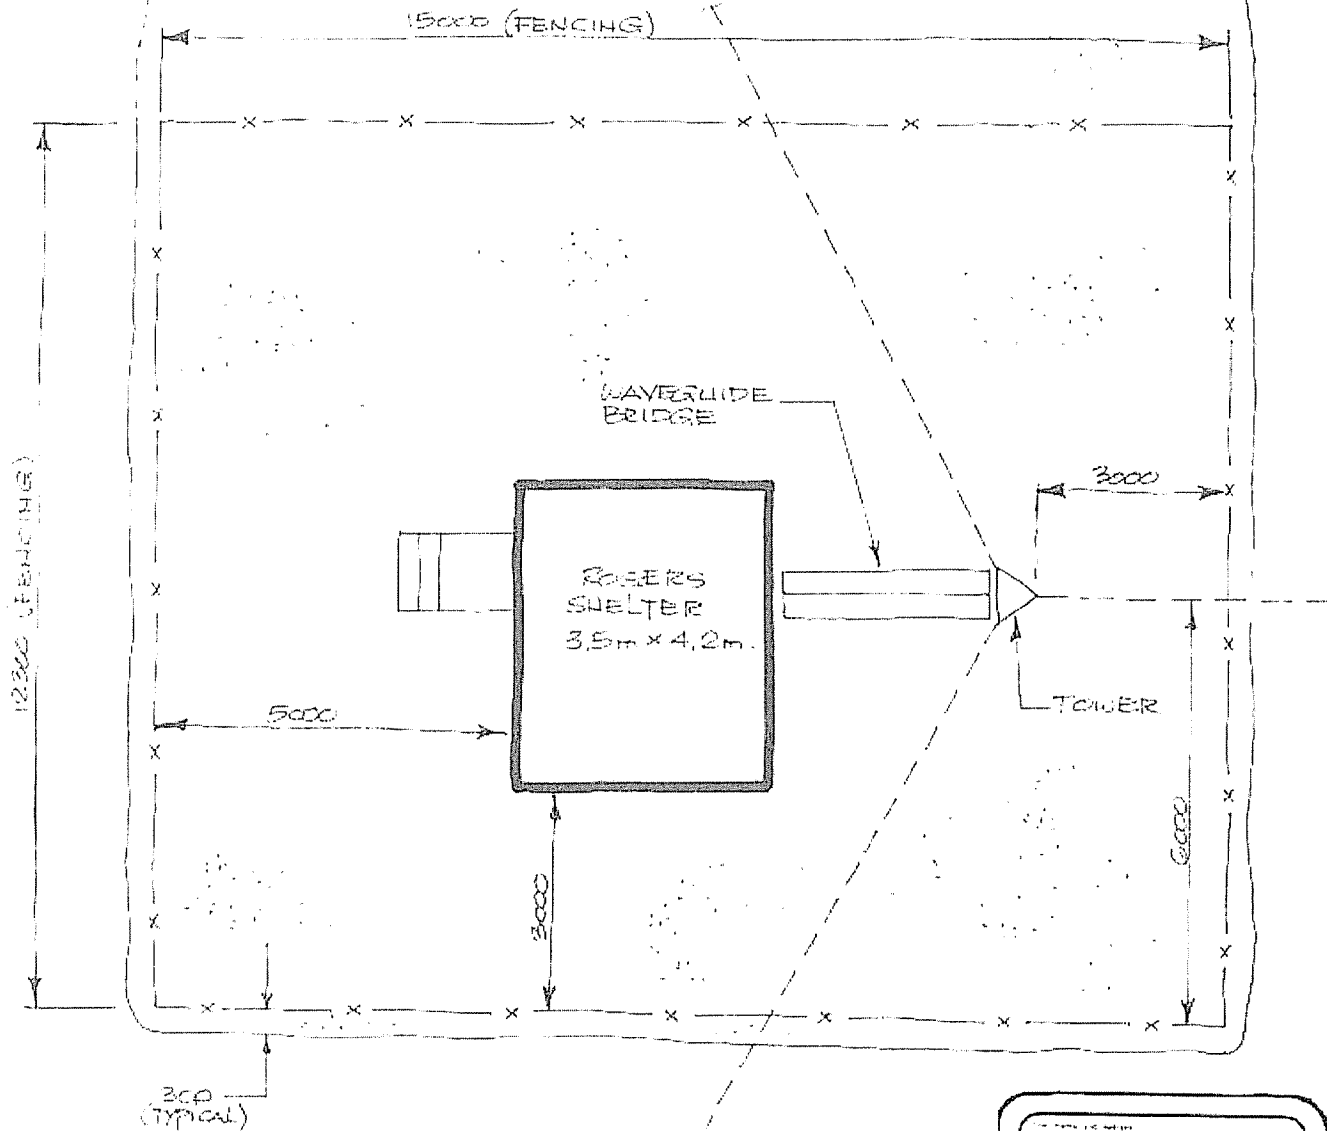 15000 (FENCING)
WAVEGUIDE
BRIDGE
3000
12300 (FENCING)
ROGERS
SHELTER
3.5m × 4.2m.
5000
TOWER
6000
3000
300
(TYPICAL)